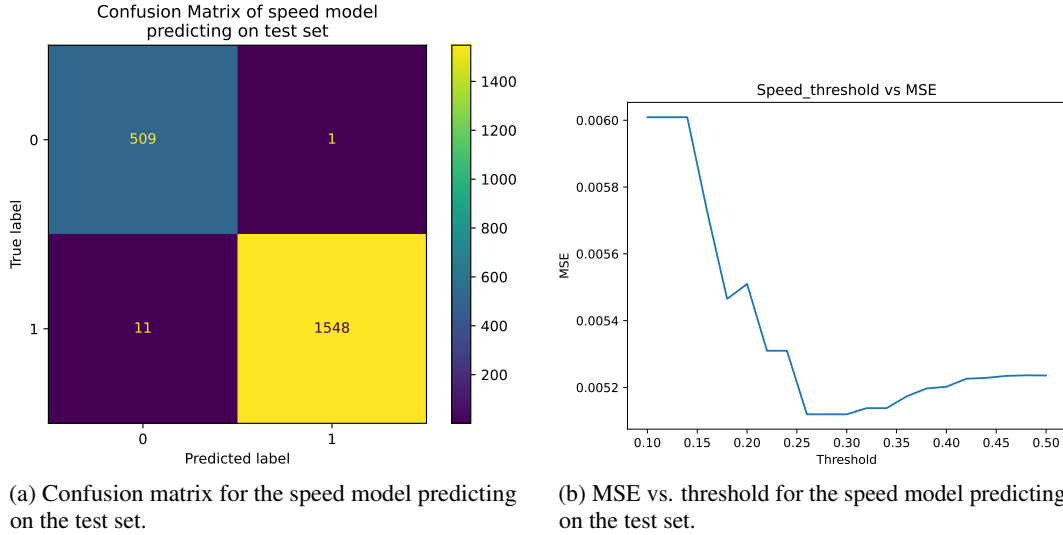 Confusion Matrix of speed model
predicting on test set
True label
0
1
509
1
11
1548
0
1
Predicted label
1400
1200
1000
800
600
400
200
(a) Confusion matrix for the speed model predicting
on the test set.
Speed_threshold vs MSE
MSE
0.0060
0.0058
0.0056
0.0054
0.0052
0.10 0.15 0.20 0.25 0.30 0.35 0.40 0.45 0.50
Threshold
(b) MSE vs. threshold for the speed model predicting
on the test set.